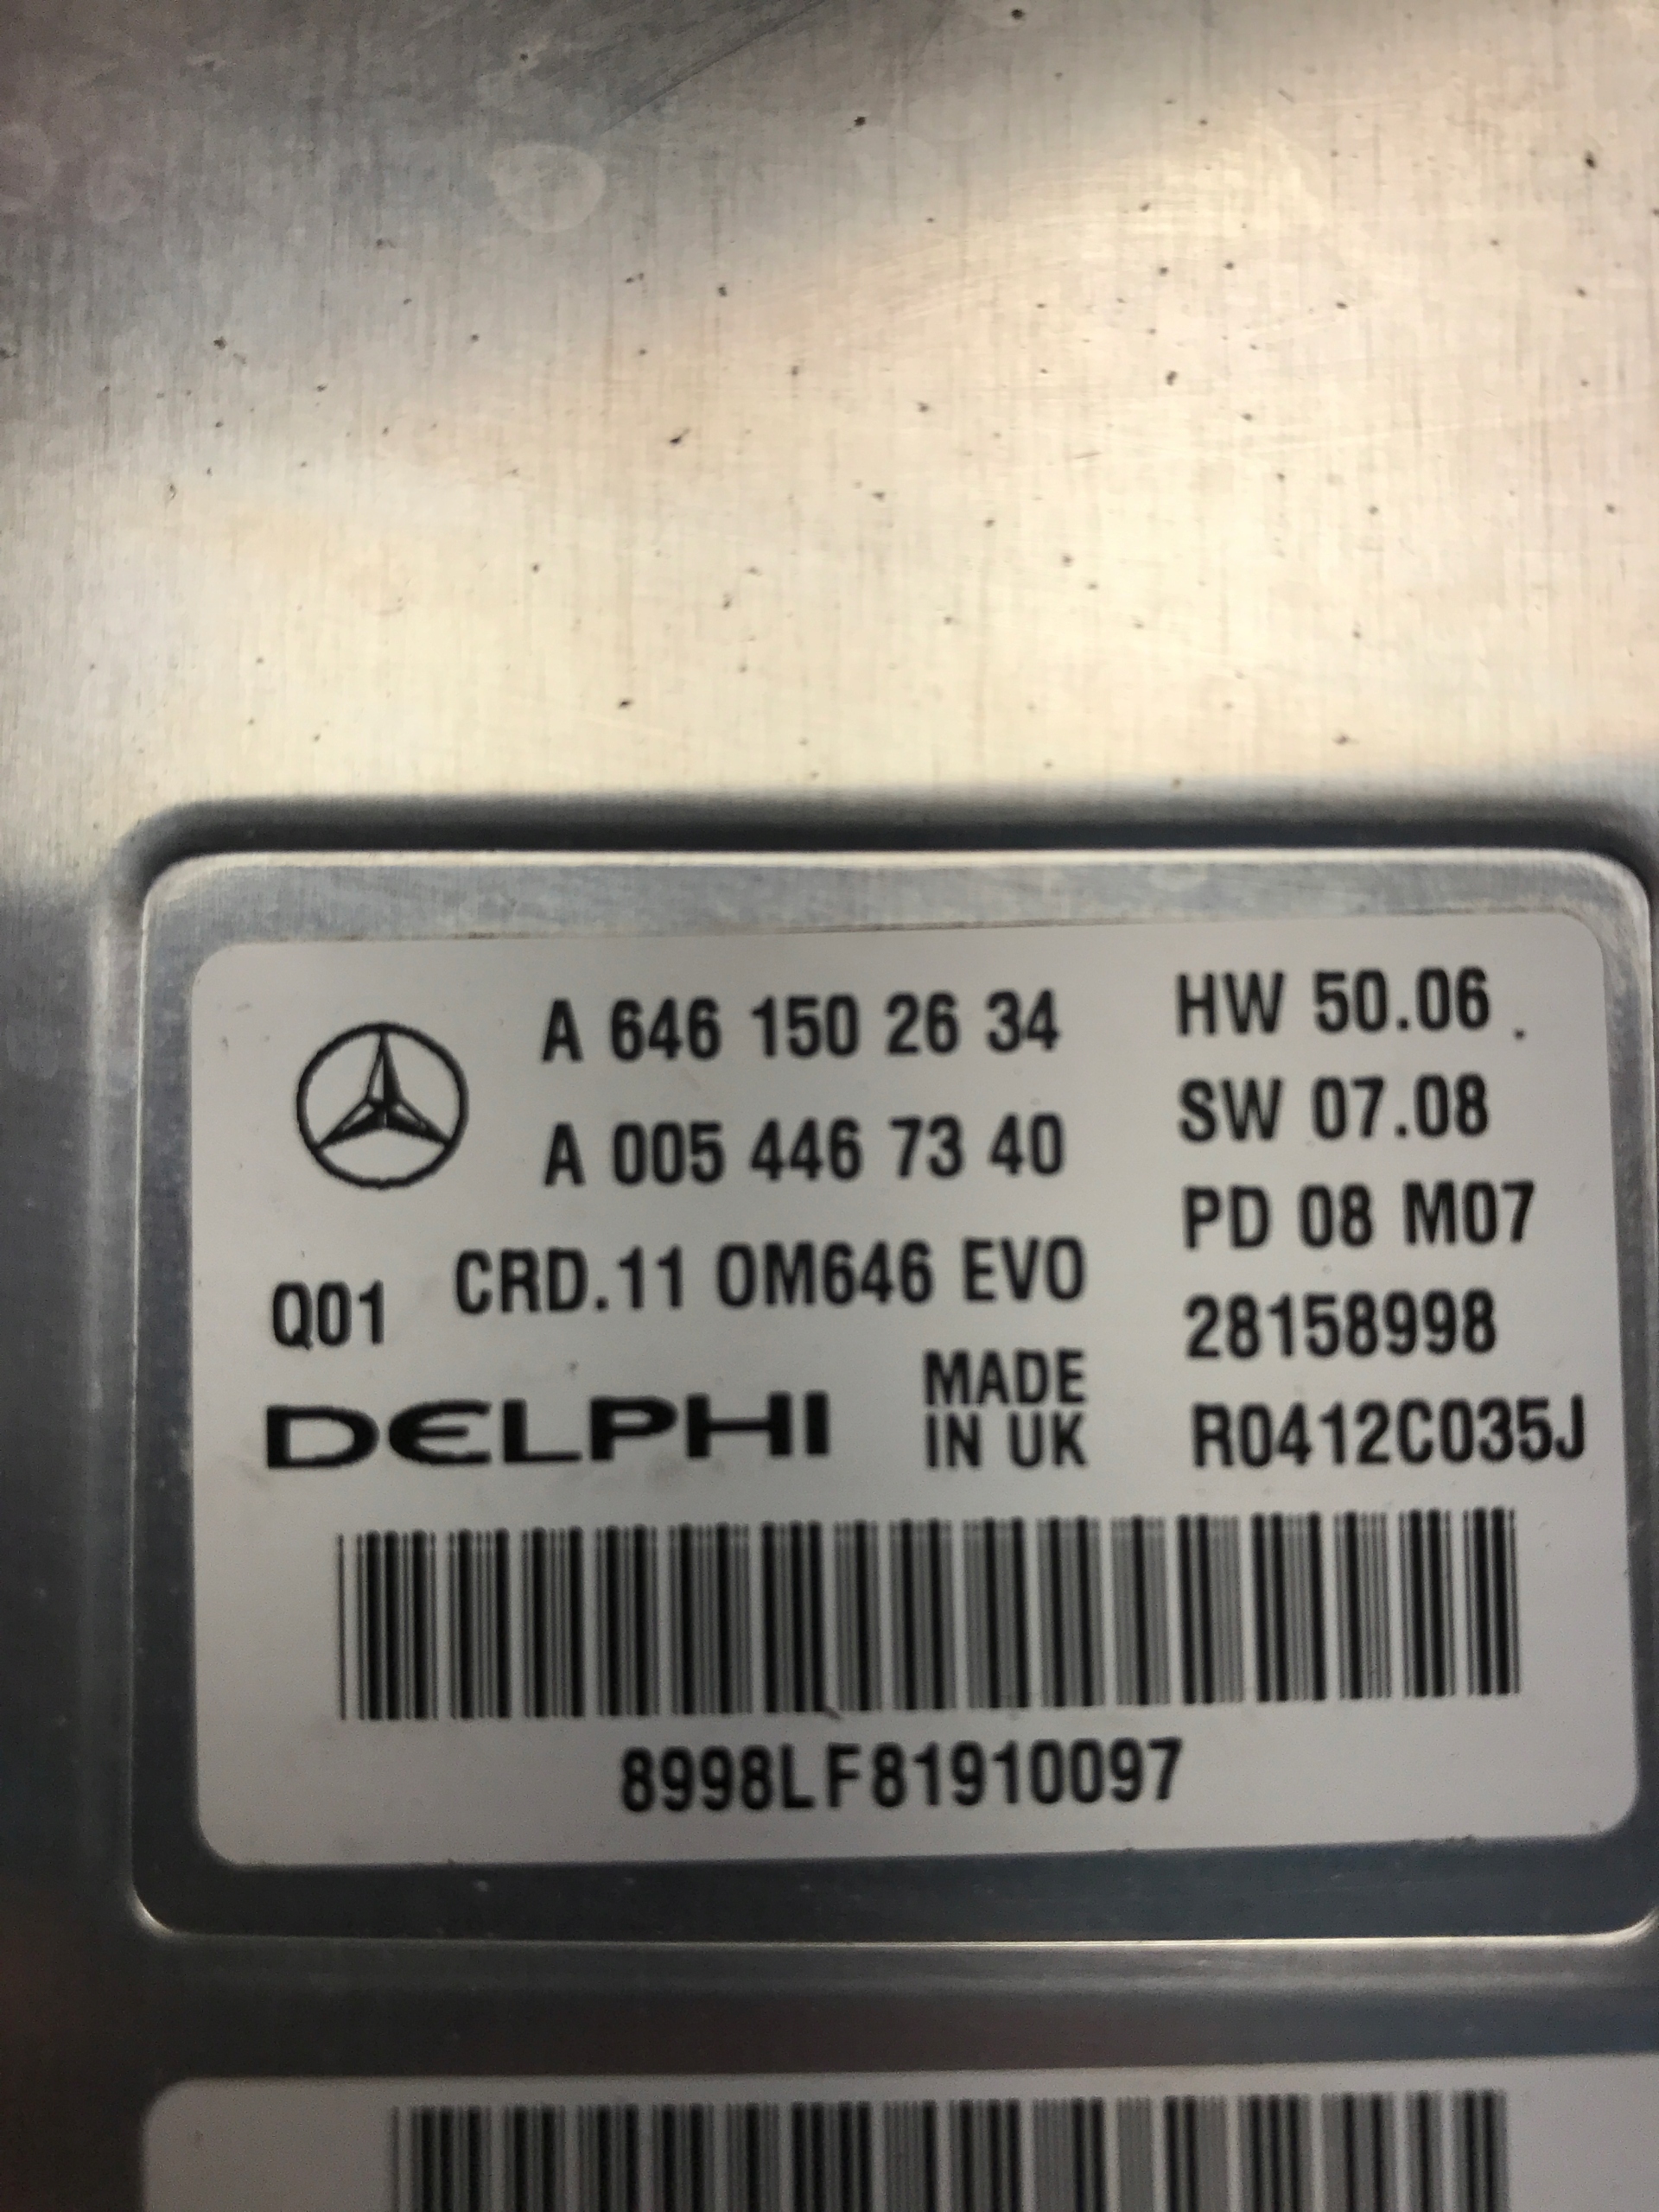 A 646 150 26 34
A 005 446 73 40
Q01 CRD.11 OM646 EVO
DELPHI MADE IN UK
HW 50.06
SW 07.08
PD 08 M07
28158998
R0412C035J
8998LF81910097